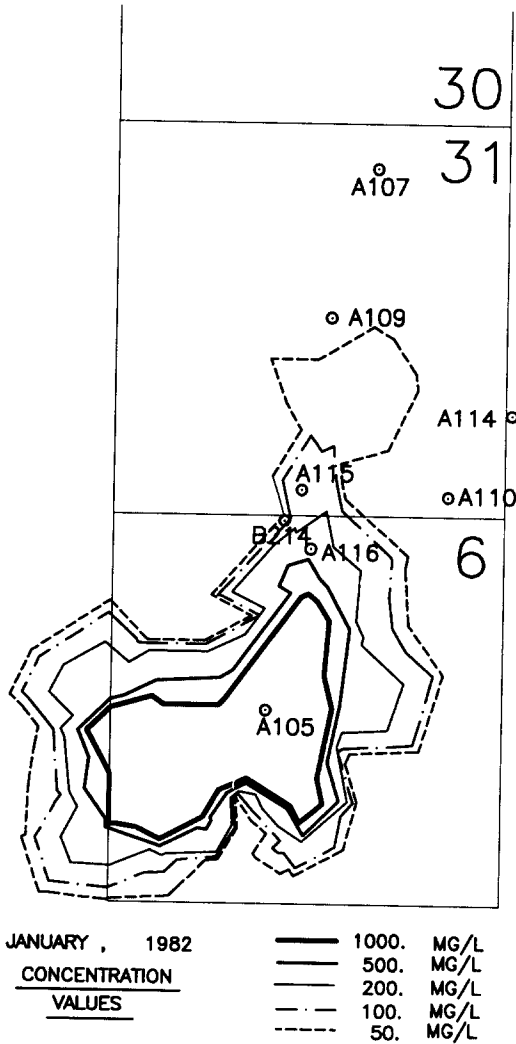 30
31
A107
A109
A114
A115
A110
B214
A116
6
A105
JANUARY , 1982
CONCENTRATION
VALUES
1000. MG/L
500. MG/L
200. MG/L
100. MG/L
50. MG/L